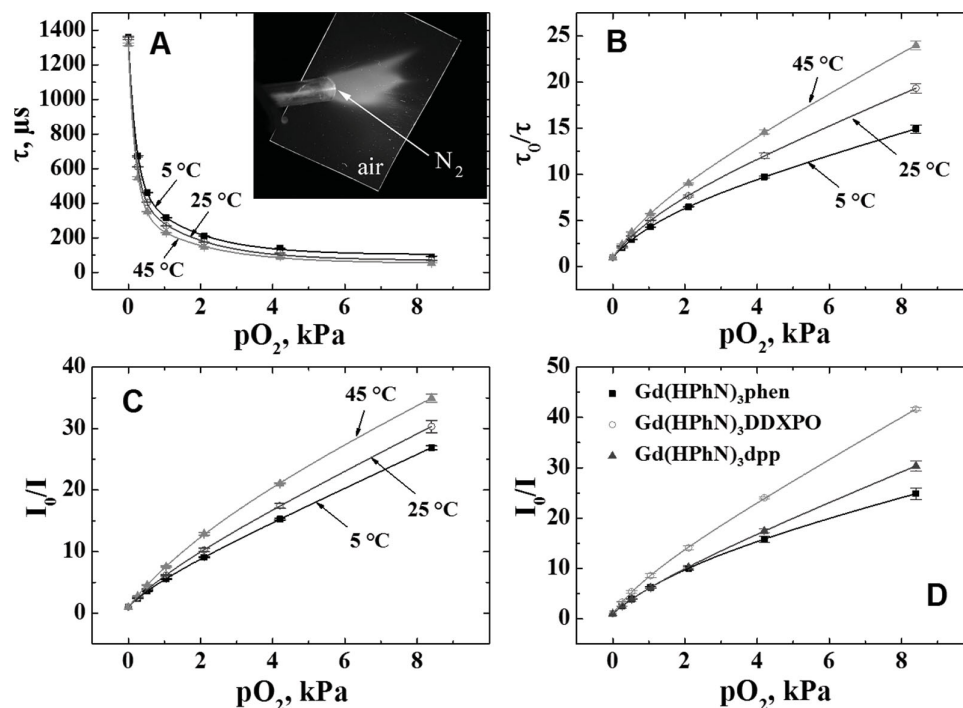 A
1400
1200
1000
800
600
400
200
0
τ, μs
5 °C
25 °C
45 °C
air
N₂
0 2 4 6 8
pO₂, kPa
B
25
20
15
10
5
0
τ₀/τ
45 °C
25 °C
5 °C
0 2 4 6 8
pO₂, kPa
C
40
30
20
10
0
I₀/I
45 °C
25 °C
5 °C
0 2 4 6 8
pO₂, kPa
50
40
30
20
10
0
I₀/I
Gd(HPhN)₃phen
Gd(HPhN)₃DDXPO
Gd(HPhN)₃dpp
D
0 2 4 6 8
pO₂, kPa